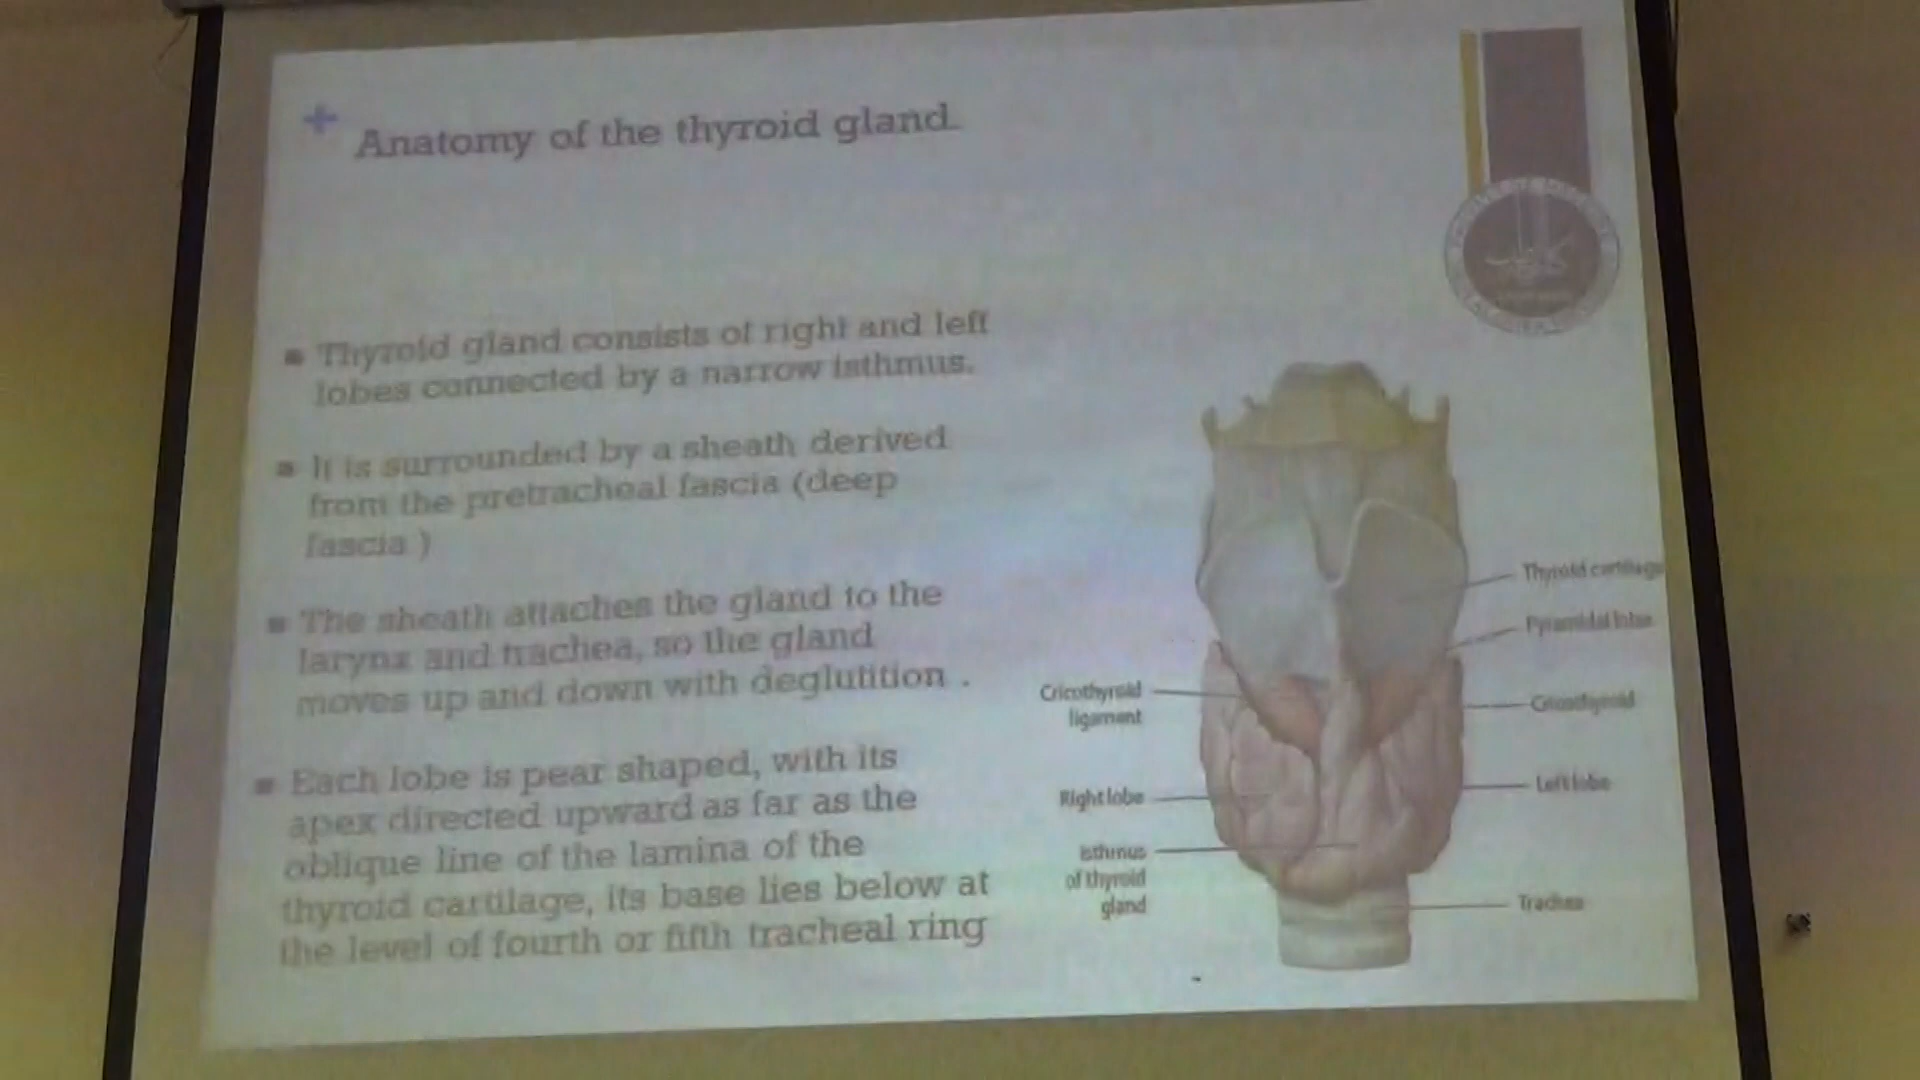 +
Anatomy of the thyroid gland.
Thyroid gland consists of right and left
lobes connected by a narrow isthmus.
It is surrounded by a sheath derived
from the pretracheal fascia (deep
fascia )
The sheath attaches the gland to the
larynx and trachea, so the gland
moves up and down with deglutition .
Each lobe is pear shaped, with its
apex directed upward as far as the
oblique line of the lamina of the
thyroid cartilage, its base lies below at
the level of fourth or fifth tracheal ring
Thyroid cartilage
Pyramidal lobe
Cricothyroid
ligament
Cricothyroid
Right lobe
Left lobe
Isthmus
of thyroid
gland
Trachea